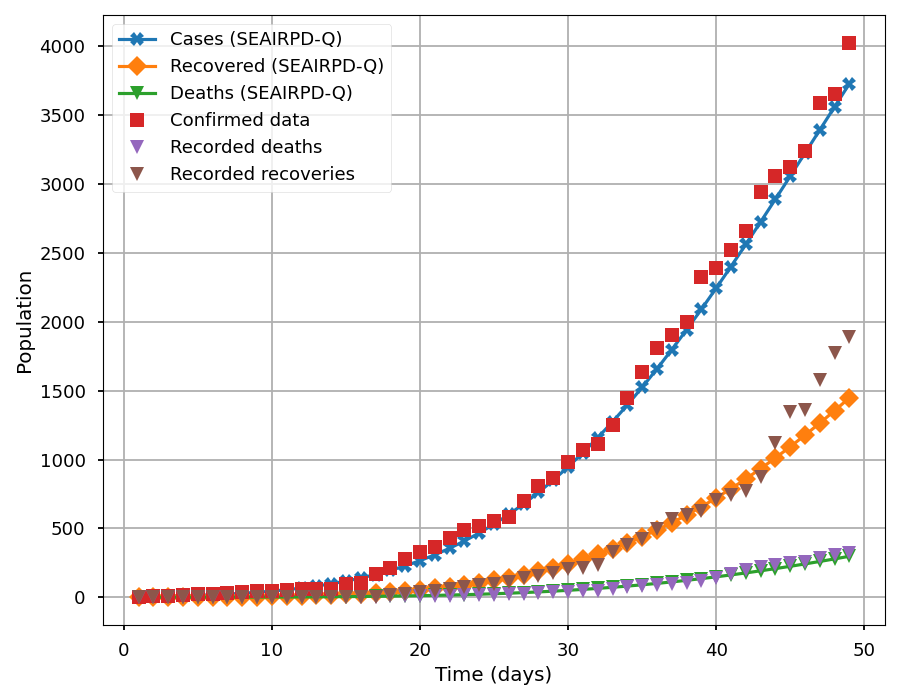 Cases (SEAIRPD-Q)
Recovered (SEAIRPD-Q)
Deaths (SEAIRPD-Q)
Confirmed data
Recorded deaths
Recorded recoveries
4000
3500
3000
2500
2000
1500
1000
500
0
Population
0 10 20 30 40 50
Time (days)